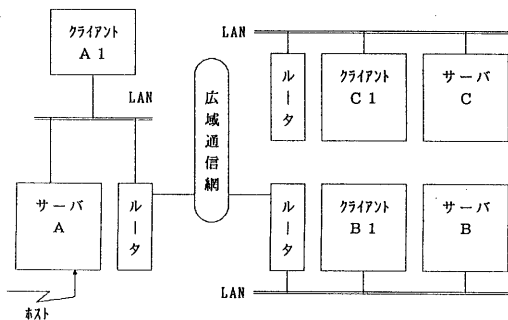 クライアント
A1
LAN
サーバ
A
ルータ
ホスト
広域通信網
LAN
ルータ
クライアント
C1
サーバ
C
ルータ
クライアント
B1
サーバ
B
LAN